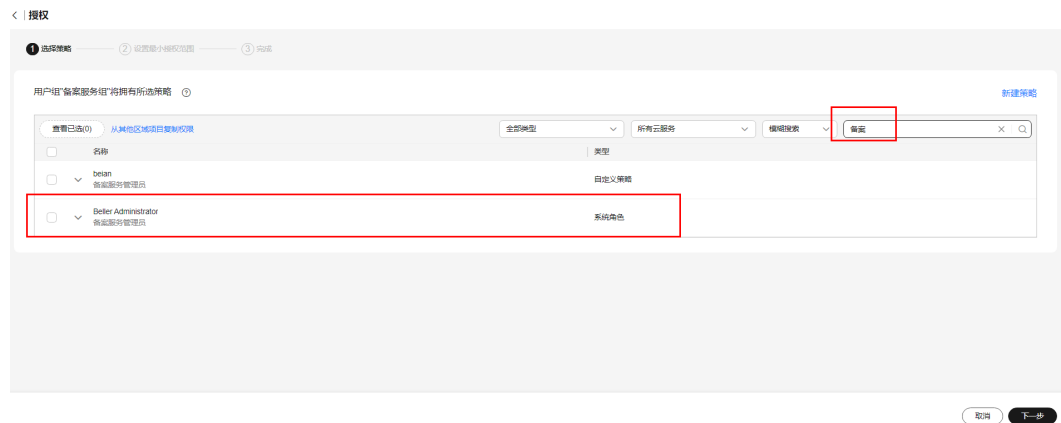 授权
1 选择策略 2 设置最小授权范围 3 完成
用户组"备案服务组"将拥有所选策略
新建策略
查看已选(0) 从其他区域项目复制权限 全部类型 所有云服务 模糊搜索 备案
名称 类型
beian 自定义策略
备案服务管理员
Beller Administrator 系统角色
备案服务管理员
取消 下一步